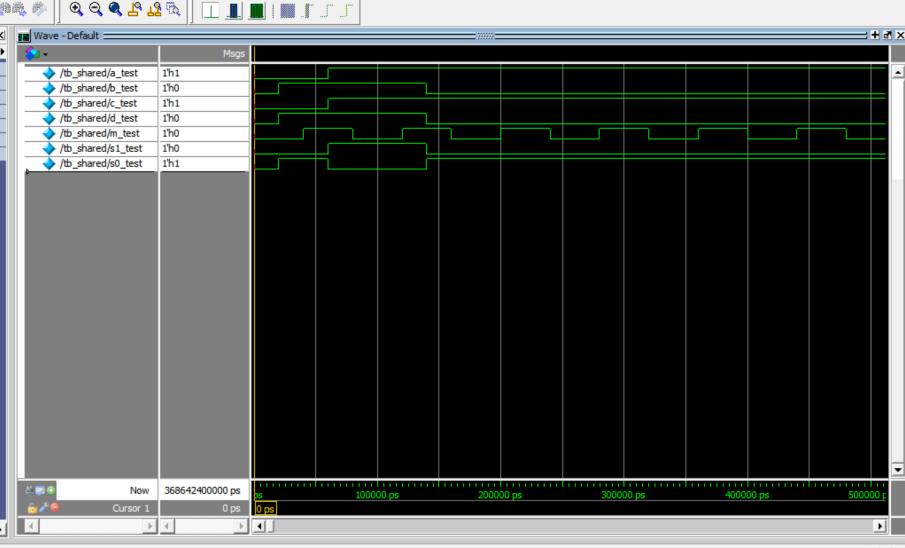 Wave - Default
Msgs
/tb_shared/a_test 1'h1
/tb_shared/b_test 1'h0
/tb_shared/c_test 1'h1
/tb_shared/d_test 1'h0
/tb_shared/m_test 1'h0
/tb_shared/s1_test 1'h0
/tb_shared/s0_test 1'h1
Now 368642400000 ps ps 100000 ps 200000 ps 300000 ps 400000 ps 500000 p
Cursor 1 0 ps 0 ps